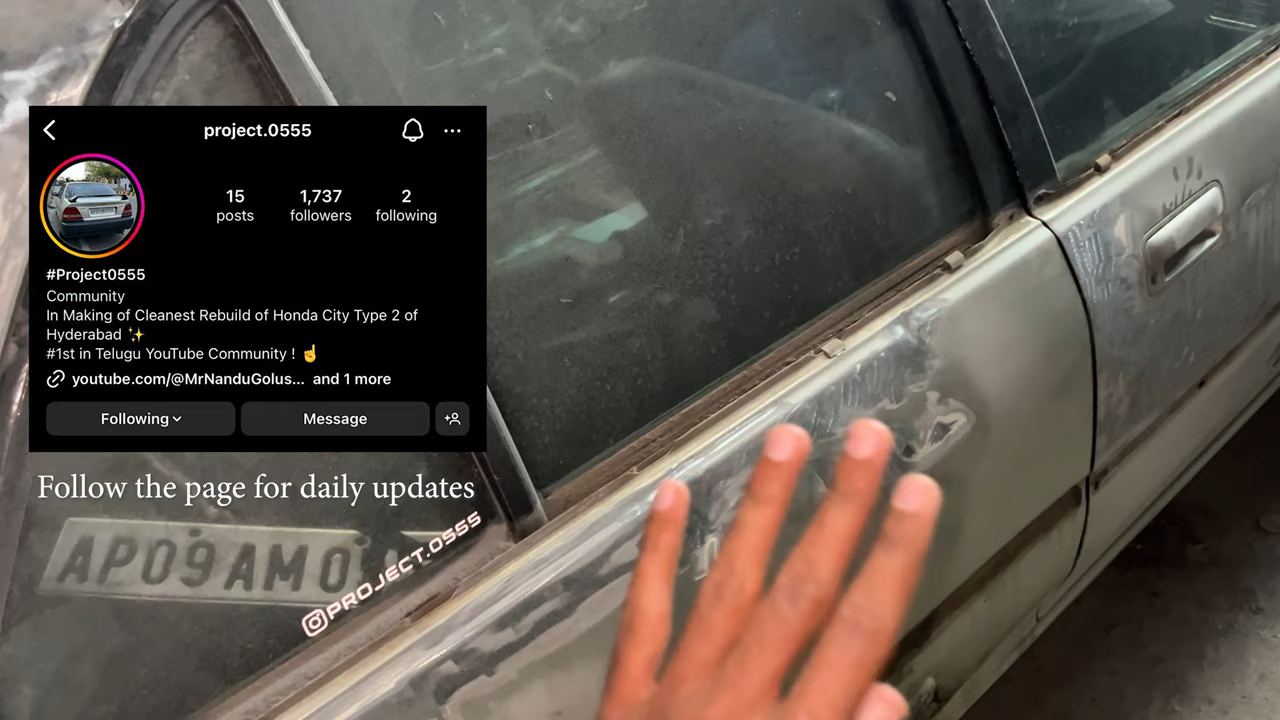 project.0555
15 1,737 2
posts followers following
#Project0555
Community
In Making of Cleanest Rebuild of Honda City Type 2 of
Hyderabad ✨
#1st in Telugu YouTube Community ! ☝️
youtube.com/@MrNanduGolus... and 1 more
Following Message
Follow the page for daily updates
AP09AM0
PROJECT.0555